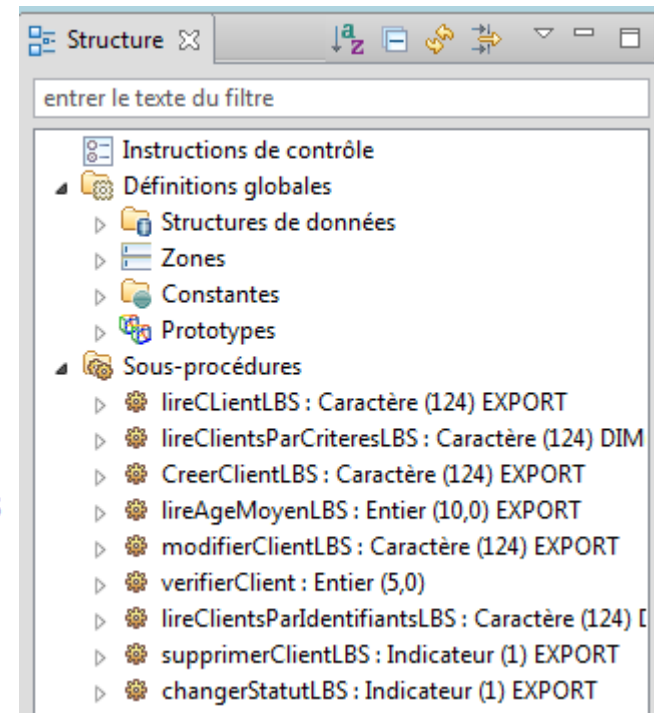 Structure
entrer le texte du filtre
Instructions de contrôle
Définitions globales
Structures de données
Zones
Constantes
Prototypes
Sous-procédures
lireCLientLBS : Caractère (124) EXPORT
lireClientsParCriteresLBS : Caractère (124) DIM
CreerClientLBS : Caractère (124) EXPORT
lireAgeMoyenLBS : Entier (10,0) EXPORT
modifierClientLBS : Caractère (124) EXPORT
verifierClient : Entier (5,0)
lireClientsParIdentifiantsLBS : Caractère (124)
supprimerClientLBS : Indicateur (1) EXPORT
changerStatutLBS : Indicateur (1) EXPORT